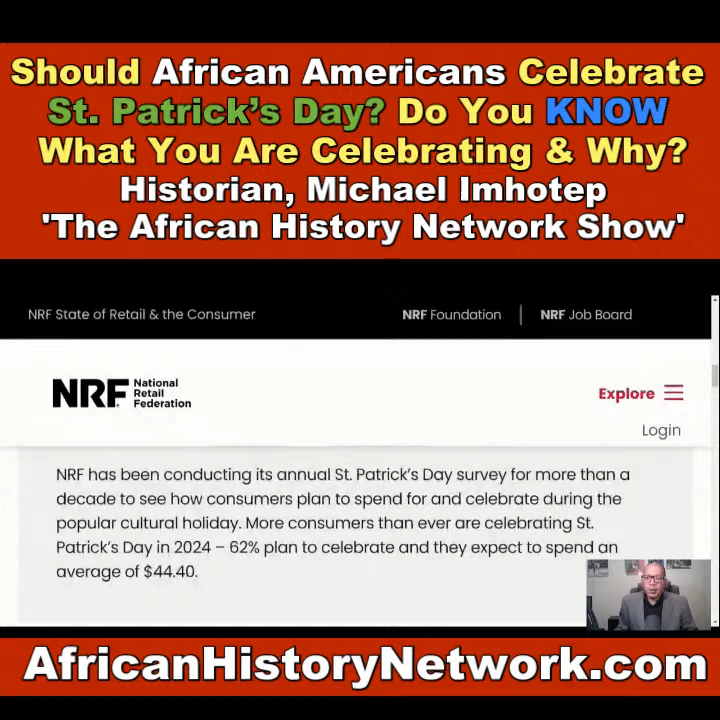 Should African Americans Celebrate
St. Patrick's Day? Do You KNOW
What You Are Celebrating & Why?
Historian, Michael Imhotep
'The African History Network Show'
NRF State of Retail & the Consumer
NRF Foundation | NRF Job Board
NRF National Retail Federation
Explore
Login
NRF has been conducting its annual St. Patrick's Day survey for more than a
decade to see how consumers plan to spend for and celebrate during the
popular cultural holiday. More consumers than ever are celebrating St.
Patrick's Day in 2024 – 62% plan to celebrate and they expect to spend an
average of $44.40.
AfricanHistoryNetwork.com